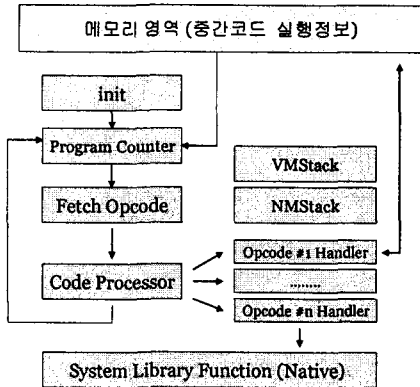 메모리 영역 (중간코드 실행정보)
init
Program Counter
VMStack
Fetch Opcode
NMStack
Opcode #1 Handler
Code Processor
.........
Opcode #n Handler
System Library Function (Native)